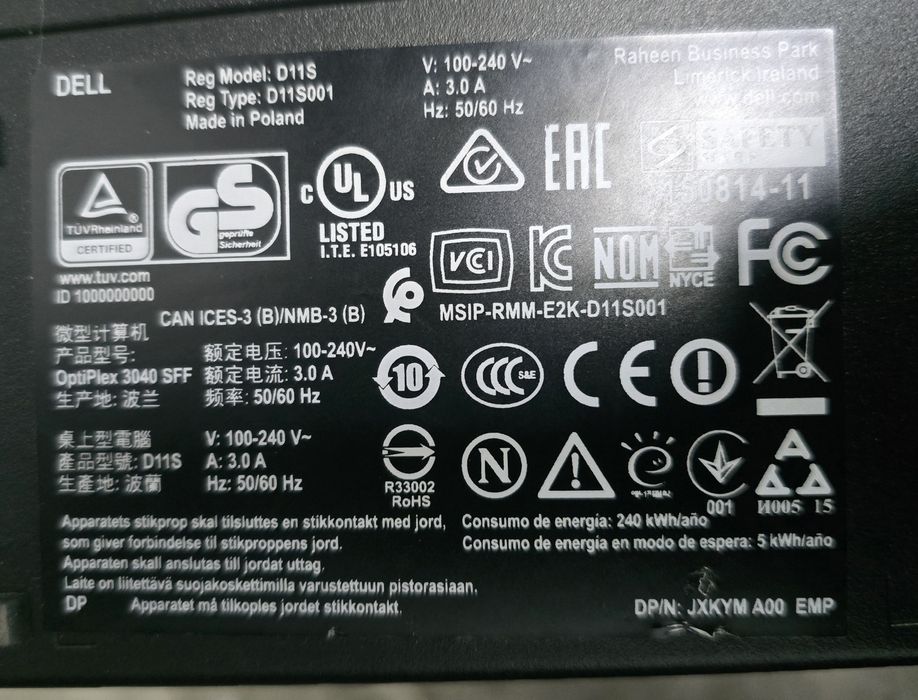 DELL
Reg Model: D11S
Reg Type: D11S001
Made in Poland
V: 100-240 V~
A: 3.0 A
Hz: 50/60 Hz
Raheen Business Park
Limerick Ireland
www.dell.com
TÜVRheinland
CERTIFIED
GS
geprüfte
Sicherheit
www.tuv.com
ID 1000000000
C UL US
LISTED
I.T.E. E105106
EAC
SAFETY
VCI
NOM
NYCE
FC
CAN ICES-3 (B)/NMB-3 (B)
MSIP-RMM-E2K-D11S001
微型计算机
产品型号:
OptiPlex 3040 SFF
生产地: 波兰
额定电压: 100-240V~
额定电流: 3.0 A
频率: 50/60 Hz
10
CCC S&E
CE
桌上型電腦
產品型號: D11S
生產地: 波蘭
V: 100-240 V~
A: 3.0 A
Hz: 50/60 Hz
R33002
RoHS
N
001
И005 15
Apparatets stikprop skal tilsluttes en stikkontakt med jord,
som giver forbindelse til stikproppens jord.
Apparaten skall anslutas till jordat uttag.
Laite on liitettävä suojakoskettimilla varustettuun pistorasiaan.
Apparatet må tilkoples jordet stikkontakt.
Consumo de energía: 240 kWh/año
Consumo de energía en modo de espera: 5 kWh/año
DP
DP/N: JXKYM A00 EMP